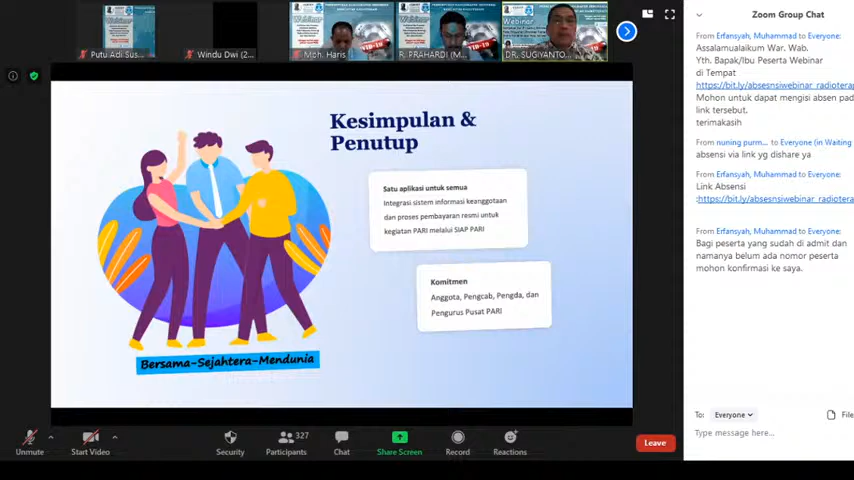 Putu Adi Sus...
Windu Dwi (2...
Moh. Haris
R. PRAHARDI (M...
DR. SUGIYANTO...
Webinar
Kesimpulan &
Penutup
Satu aplikasi untuk semua
Integrasi sistem informasi keanggotaan
dan proses pembayaran resmi untuk
kegiatan PARI melalui SIAP PARI
Komitmen
Anggota, Pengcab, Pengda, dan
Pengurus Pusat PARI
Bersama-Sejahtera-Mendunia
Unmute
Start Video
Security
327
Participants
Chat
Share Screen
Record
Reactions
Leave
Zoom Group Chat
From Erfansyah, Muhammad to Everyone:
Assalamualaikum War, Wab.
Yth. Bapak/Ibu Peserta Webinar
di Tempat
https://bit.ly/absesnsiwebinar_radiotera
Mohon untuk dapat mengisi absen pad
link tersebut.
terimakasih
From nuning purm... to Everyone (in Waiting
absensi via link yg dishare ya
From Erfansyah, Muhammad to Everyone:
Link Absensi
:https://bit.ly/absesnsiwebinar_radiotera
From Erfansyah, Muhammad to Everyone:
Bagi peserta yang sudah di admit dan
namanya belum ada nomor peserta
mohon konfirmasi ke saya.
To: Everyone
File
Type message here...